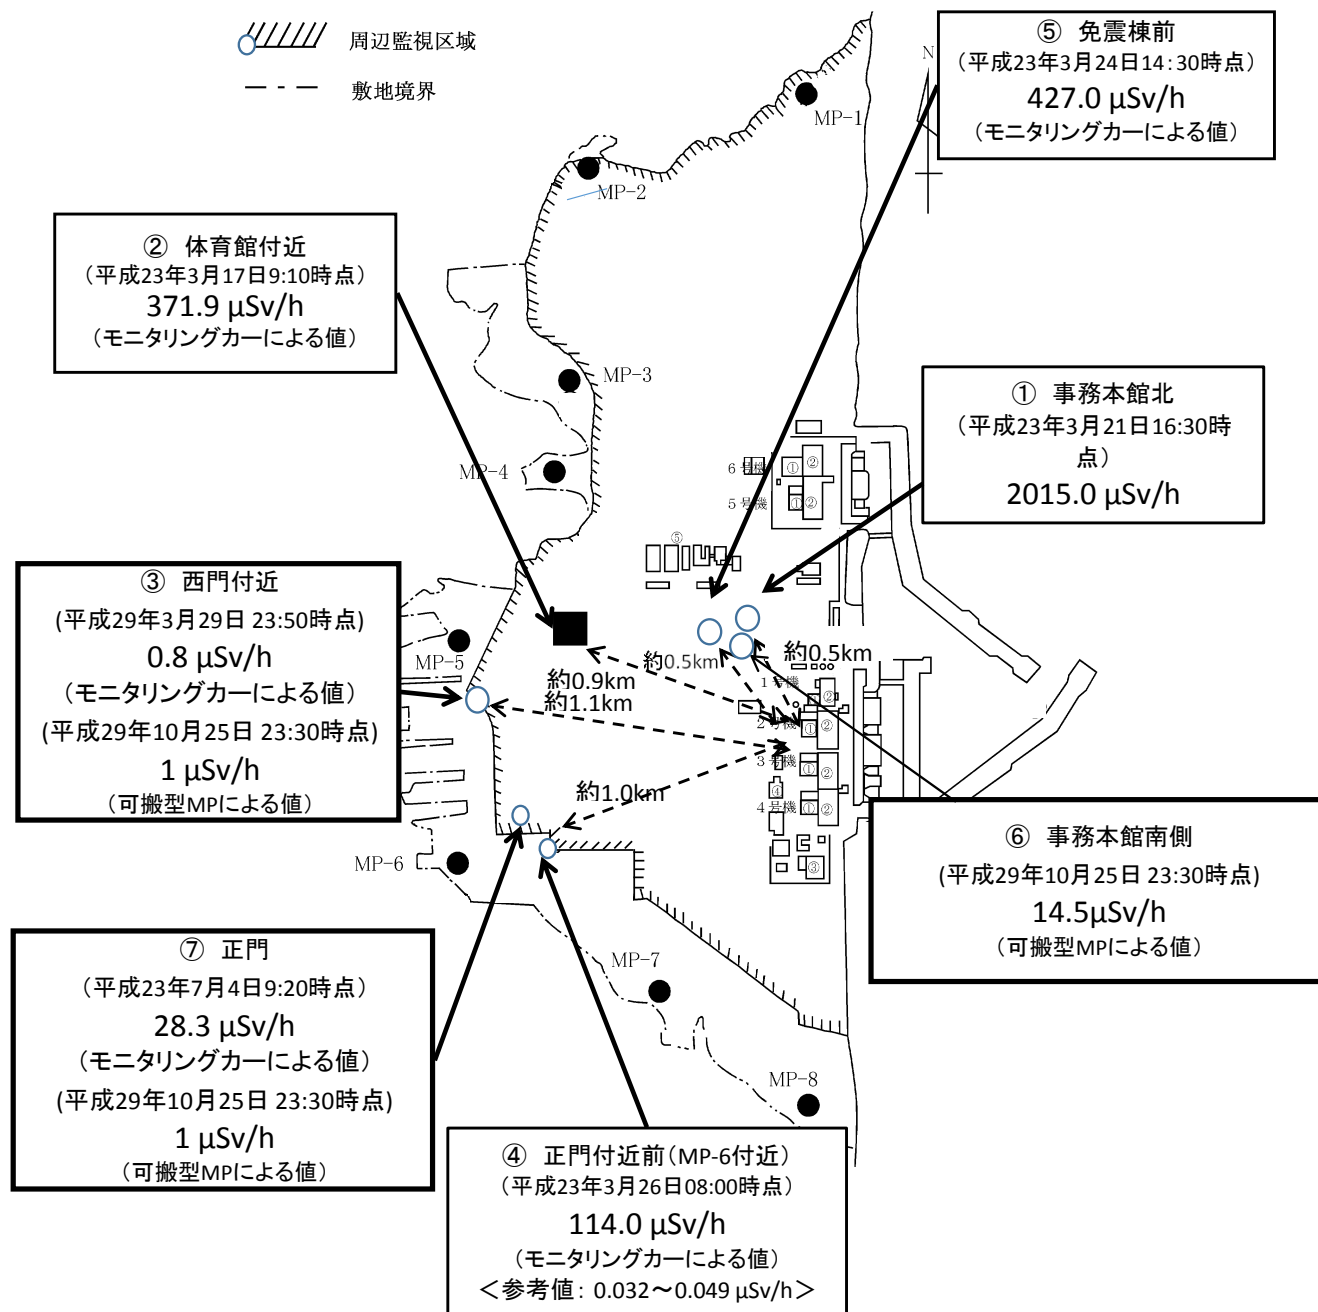 周辺監視区域
敷地境界
⑤ 免震棟前
(平成23年3月24日14:30時点)
427.0 μSv/h
(モニタリングカーによる値)
N
MP-1
MP-2
② 体育館付近
(平成23年3月17日9:10時点)
371.9 μSv/h
(モニタリングカーによる値)
MP-3
① 事務本館北
(平成23年3月21日16:30時
点)
2015.0 μSv/h
MP-4
6号機
①
②
5号機
①
②
⑤
③ 西門付近
(平成29年3月29日 23:50時点)
0.8 μSv/h
(モニタリングカーによる値)
(平成29年10月25日 23:30時点)
1 μSv/h
(可搬型MPによる値)
MP-5
約0.9km
約1.1km
約0.5km
約0.5km
1号機
②
2号機
①
②
3号機
①
②
④
4号機
①
②
③
約1.0km
MP-6
⑥ 事務本館南側
(平成29年10月25日 23:30時点)
14.5μSv/h
(可搬型MPによる値)
⑦ 正門
(平成23年7月4日9:20時点)
28.3 μSv/h
(モニタリングカーによる値)
(平成29年10月25日 23:30時点)
1 μSv/h
(可搬型MPによる値)
MP-7
MP-8
④ 正門付近前(MP-6付近)
(平成23年3月26日08:00時点)
114.0 μSv/h
(モニタリングカーによる値)
<参考値: 0.032~0.049 μSv/h>